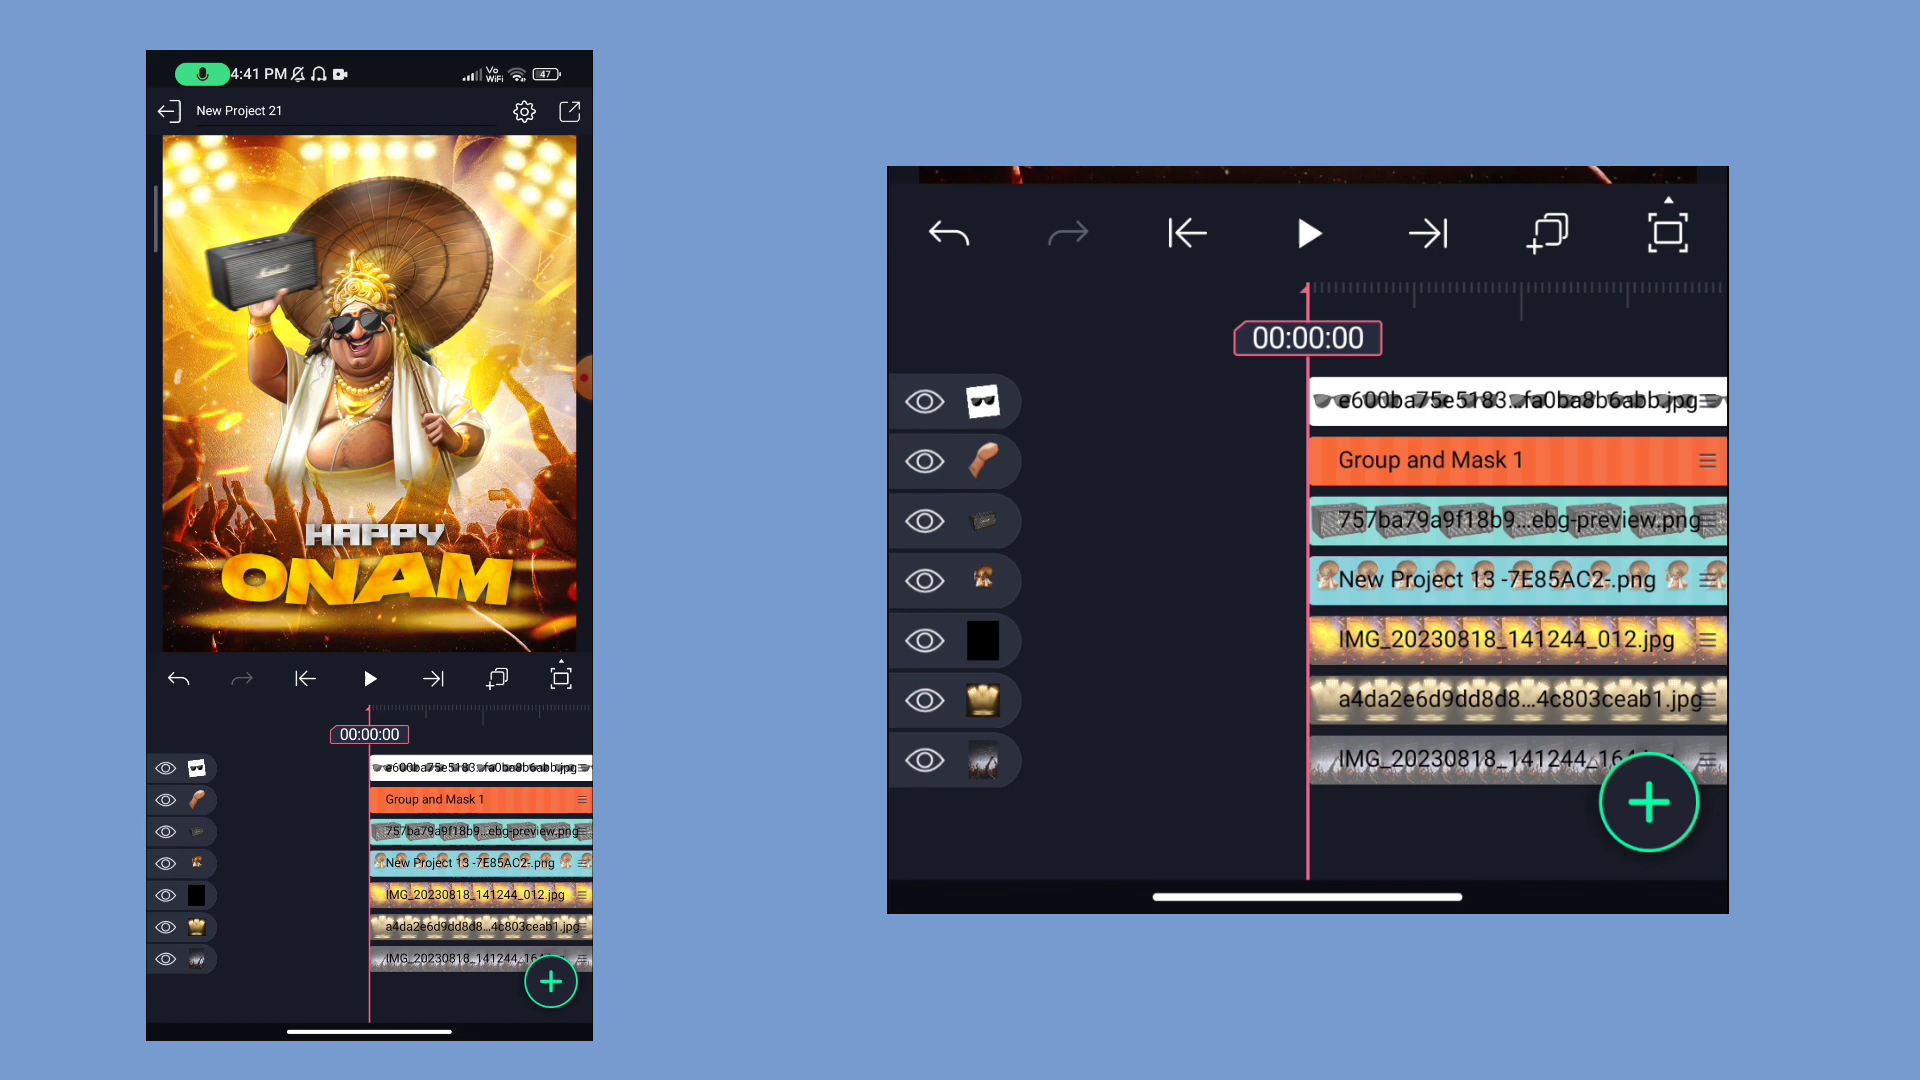 4:41 PM
Vo
WiFi
47
New Project 21
Marshall
HAPPY
ONAM
00:00:00
e600ba75e5183...fa0ba8b6abb.jpg
Group and Mask 1
757ba79a9f18b9...ebg-preview.png
New Project 13 -7E85AC2-.png
IMG_20230818_141244_012.jpg
a4da2e6d9dd8d8...4c803ceab1.jpg
IMG_20230818_141244_16
00:00:00
e600ba75e5183...fa0ba8b6abb.jpg
Group and Mask 1
757ba79a9f18b9...ebg-preview.png
New Project 13 -7E85AC2-.png
IMG_20230818_141244_012.jpg
a4da2e6d9dd8d8...4c803ceab1.jpg
IMG_20230818_141244_16